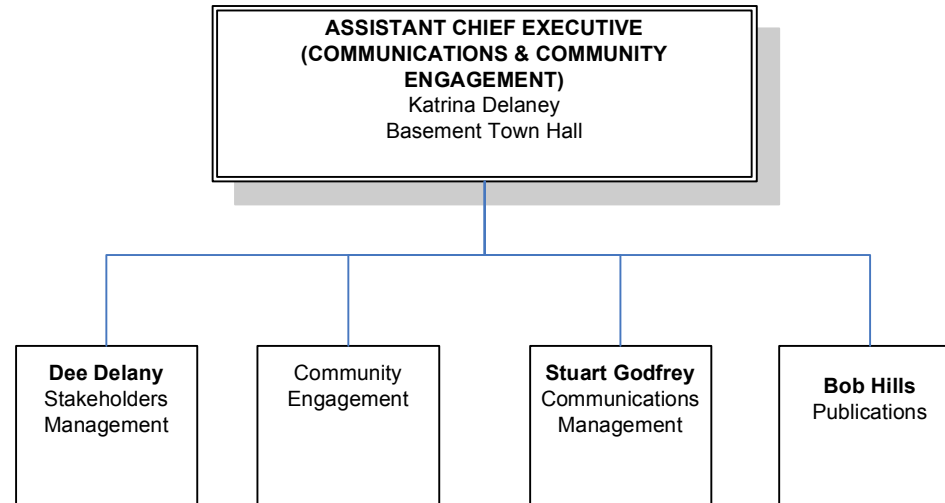 ASSISTANT CHIEF EXECUTIVE
(COMMUNICATIONS & COMMUNITY
ENGAGEMENT)
Katrina Delaney
Basement Town Hall
Dee Delany
Stakeholders
Management
Community
Engagement
Stuart Godfrey
Communications
Management
Bob Hills
Publications